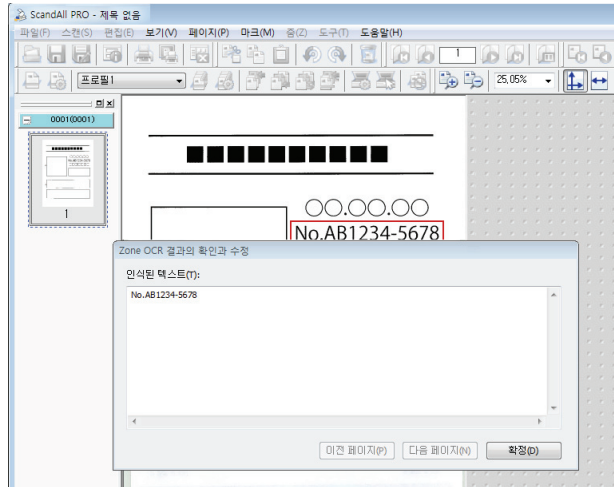 ScandAll PRO - 제목 없음
파일(F) 스캔(S) 편집(E) 보기(V) 페이지(P) 마크(M) 줌(Z) 도구(T) 도움말(H)
1
프로필1 25,05%
0001(0001)
1
○○.○○.○○
No.AB1234-5678
Zone OCR 결과의 확인과 수정
인식된 텍스트(T):
No.AB1234-5678
이전 페이지(P) 다음 페이지(N) 확정(D)